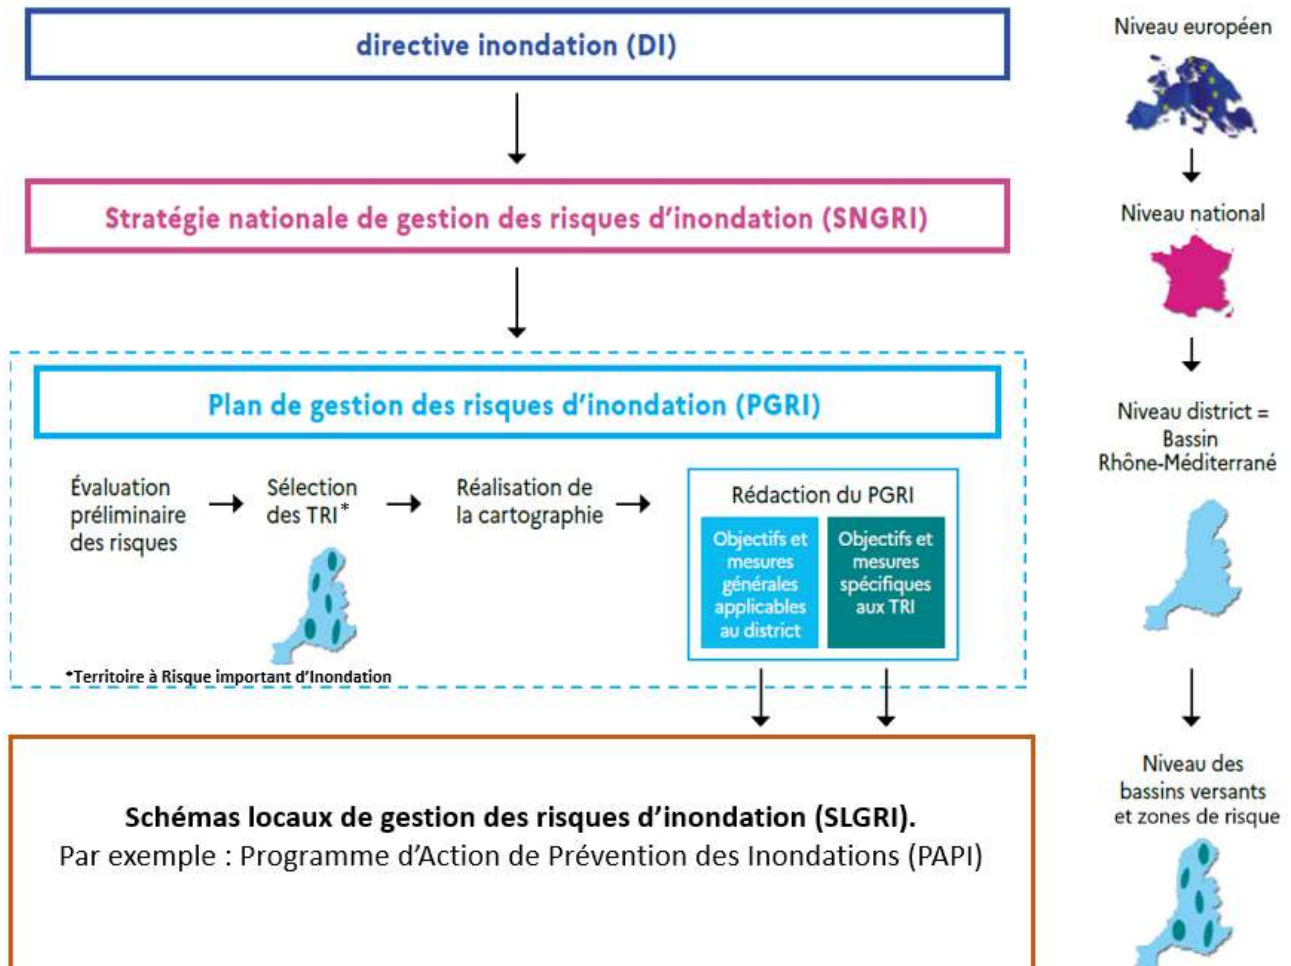 directive inondation (DI)
Niveau européen
Stratégie nationale de gestion des risques d'inondation (SNGRI)
Niveau national
Plan de gestion des risques d'inondation (PGRI)
Niveau district =
Bassin
Rhône-Méditerrané
Évaluation
préliminaire
des risques
Sélection
des TRI*
Réalisation de
la cartographie
Rédaction du PGRI
Objectifs et
mesures
générales
applicables
au district
Objectifs et
mesures
spécifiques
aux TRI
*Territoire à Risque important d'Inondation
Schémas locaux de gestion des risques d'inondation (SLGRI).
Par exemple : Programme d'Action de Prévention des Inondations (PAPI)
Niveau des
bassins versants
et zones de risque